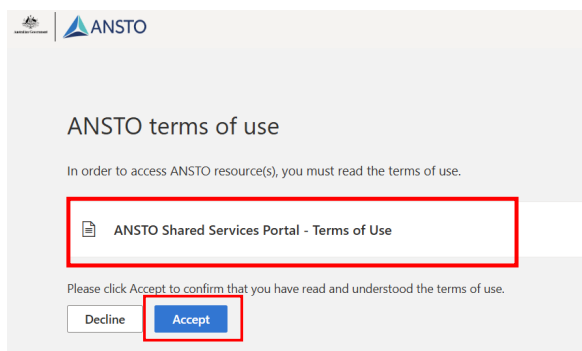 ANSTO
ANSTO terms of use
In order to access ANSTO resource(s), you must read the terms of use.
ANSTO Shared Services Portal - Terms of Use
Please click Accept to confirm that you have read and understood the terms of use.
Decline
Accept